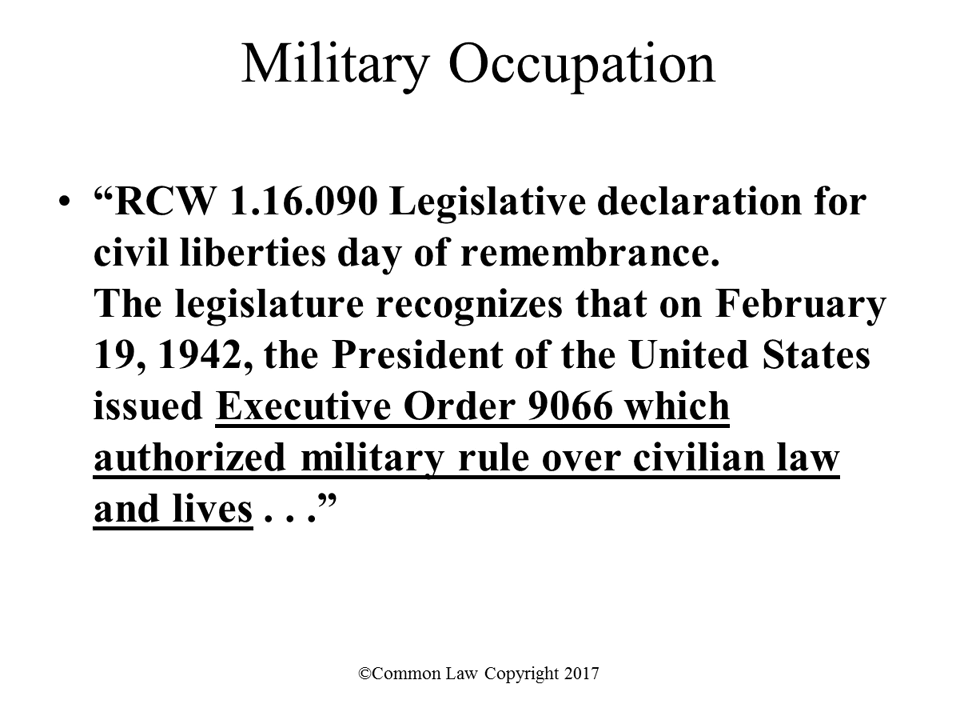 Military Occupation
• “RCW 1.16.090 Legislative declaration for
civil liberties day of remembrance.
The legislature recognizes that on February
19, 1942, the President of the United States
issued Executive Order 9066 which
authorized military rule over civilian law
and lives . . .”
©Common Law Copyright 2017